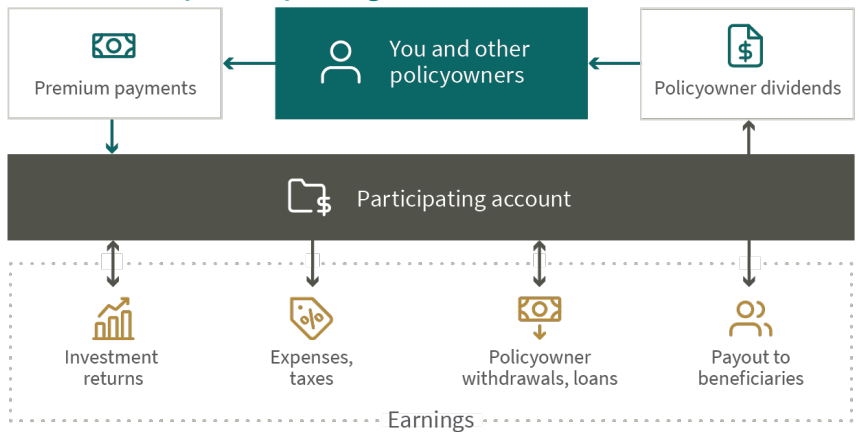 Premium payments
You and other
policyowners
Policyowner dividends
Participating account
Investment
returns
Expenses,
taxes
Policyowner
withdrawals, loans
Payout to
beneficiaries
Earnings